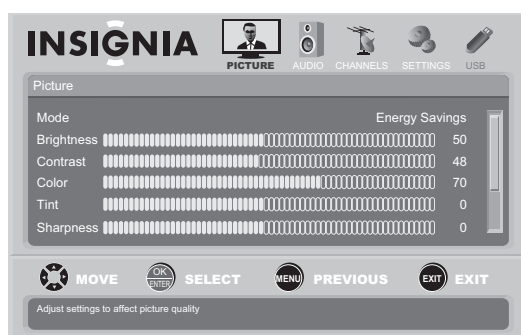 INSIGNIA
PICTURE AUDIO CHANNELS SETTINGS USB
Picture
Mode Energy Savings
Brightness 50
Contrast 48
Color 70
Tint 0
Sharpness 0
MOVE OK ENTER SELECT MENU PREVIOUS EXIT EXIT
Adjust settings to affect picture quality